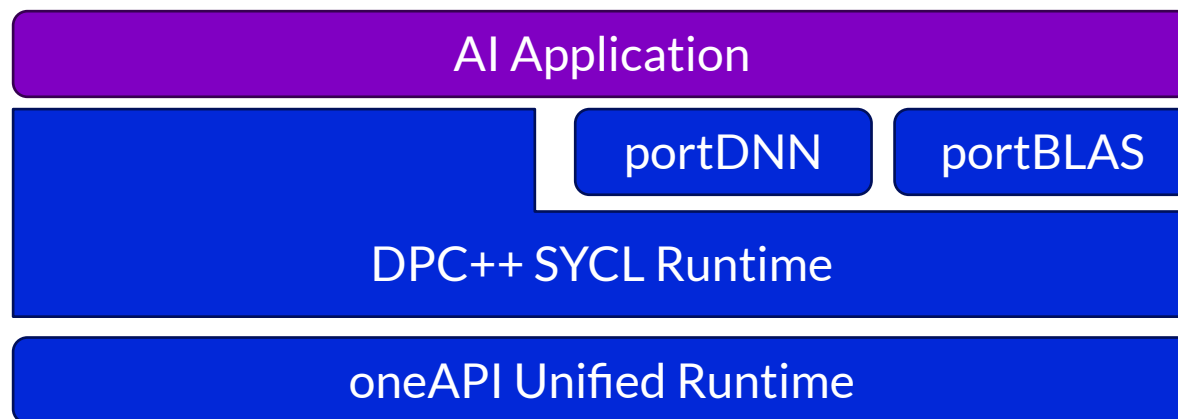 AI Application
portDNN
portBLAS
DPC++ SYCL Runtime
oneAPI Unified Runtime